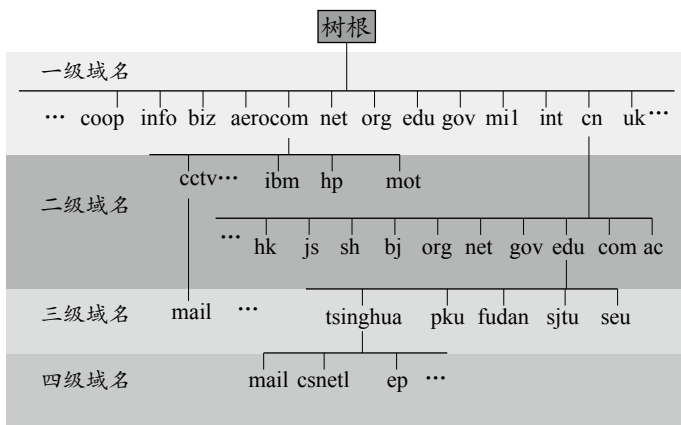 树根
一级域名
… coop info biz aerocom net org edu gov mi1 int cn uk…
cctv… ibm hp mot
二级域名
… hk js sh bj org net gov edu com ac
三级域名 mail … tsinghua pku fudan sjtu seu
四级域名 mail csnetl ep …